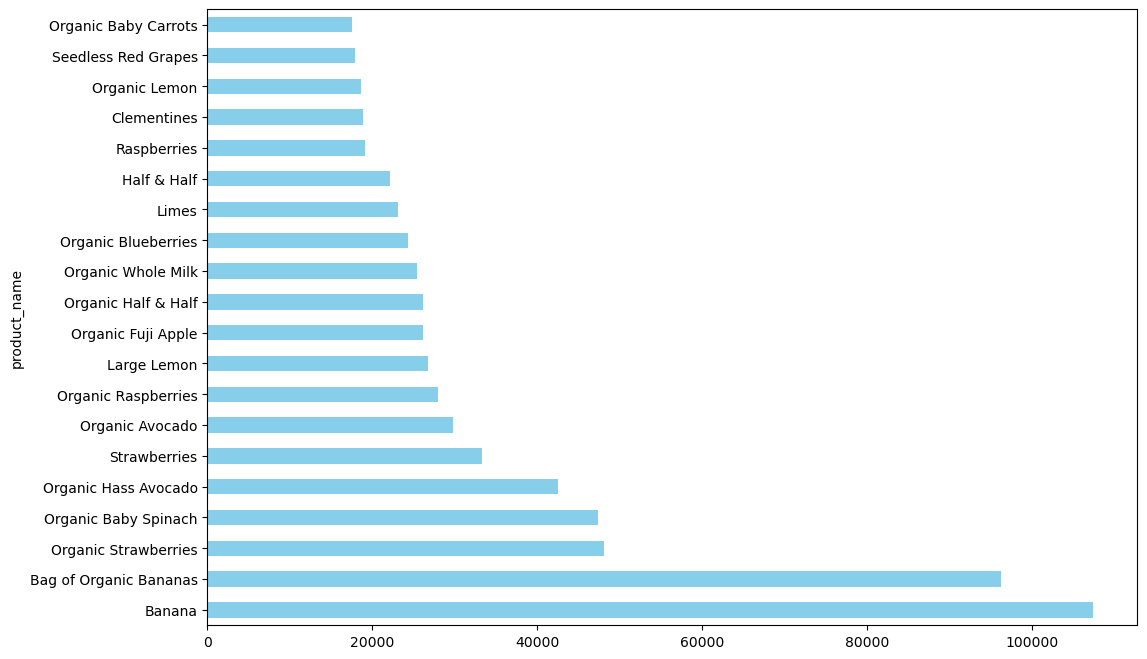 Organic Baby Carrots
Seedless Red Grapes
Organic Lemon
Clementines
Raspberries
Half & Half
Limes
Organic Blueberries
Organic Whole Milk
Organic Half & Half
Organic Fuji Apple
Large Lemon
Organic Raspberries
Organic Avocado
Strawberries
Organic Hass Avocado
Organic Baby Spinach
Organic Strawberries
Bag of Organic Bananas
Banana
product_name
0 20000 40000 60000 80000 100000